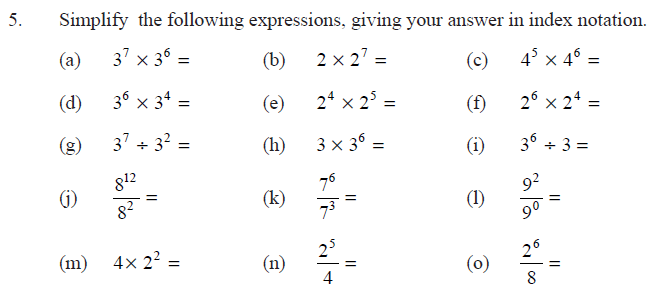 5. Simplify the following expressions, giving your answer in index notation.
(a) 3⁷ × 3⁶ = (b) 2 × 2⁷ = (c) 4⁵ × 4⁶ =
(d) 3⁶ × 3⁴ = (e) 2⁴ × 2⁵ = (f) 2⁶ × 2⁴ =
(g) 3⁷ ÷ 3² = (h) 3 × 3⁶ = (i) 3⁶ ÷ 3 =
(j) 8¹²/8² = (k) 7⁶/7³ = (l) 9²/9⁰ =
(m) 4× 2² = (n) 2⁵/4 = (o) 2⁶/8 =